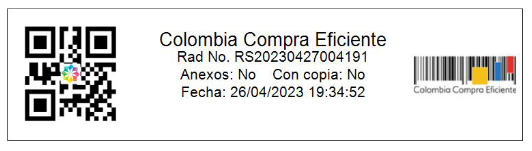 Colombia Compra Eficiente
Rad No. RS20230427004191
Anexos: No Con copia: No
Fecha: 26/04/2023 19:34:52
Colombia Compra Eficiente